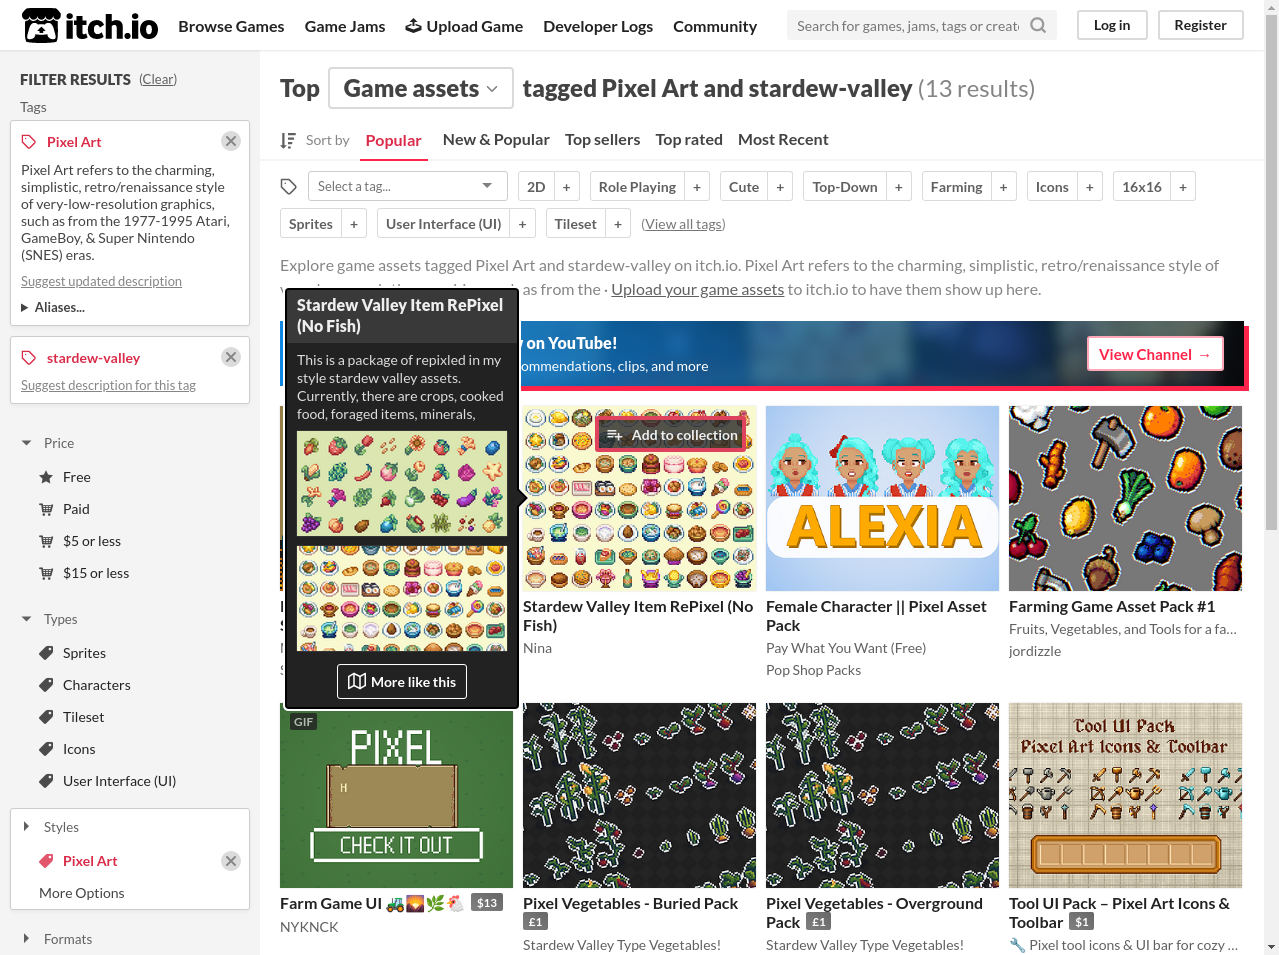 itch.io
Browse Games
Game Jams
Upload Game
Developer Logs
Community
Search for games, jams, tags or creato
Log in
Register
FILTER RESULTS (Clear)
Tags
Pixel Art
Pixel Art refers to the charming,
simplistic, retro/renaissance style
of very-low-resolution graphics,
such as from the 1977-1995 Atari,
GameBoy, & Super Nintendo
(SNES) eras.
Suggest updated description
Aliases...
stardew-valley
Suggest description for this tag
Price
Free
Paid
$5 or less
$15 or less
Types
Sprites
Characters
Tileset
Icons
User Interface (UI)
Styles
Pixel Art
More Options
Formats
Top Game assets tagged Pixel Art and stardew-valley (13 results)
Sort by Popular New & Popular Top sellers Top rated Most Recent
Select a tag... 2D + Role Playing + Cute + Top-Down + Farming + Icons + 16x16 +
Sprites + User Interface (UI) + Tileset + (View all tags)
Explore game assets tagged Pixel Art and stardew-valley on itch.io. Pixel Art refers to the charming, simplistic, retro/renaissance style of
as from the · Upload your game assets to itch.io to have them show up here.
on YouTube!
ommendations, clips, and more
View Channel →
Stardew Valley Item RePixel
(No Fish)
This is a package of repixled in my
style stardew valley assets.
Currently, there are crops, cooked
food, foraged items, minerals,
More like this
Add to collection
Stardew Valley Item RePixel (No
Fish)
Nina
ALEXIA
Female Character || Pixel Asset
Pack
Pay What You Want (Free)
Pop Shop Packs
Farming Game Asset Pack #1
Fruits, Vegetables, and Tools for a fa...
jordizzle
GIF
PIXEL
H
CHECK IT OUT
Farm Game UI 🚜🌄🌿🐔 $13
NYKNCK
Pixel Vegetables - Buried Pack
£1
Stardew Valley Type Vegetables!
Pixel Vegetables - Overground
Pack £1
Stardew Valley Type Vegetables!
Tool UI Pack
Pixel Art Icons & Toolbar
Tool UI Pack – Pixel Art Icons &
Toolbar $1
🔧 Pixel tool icons & UI bar for cozy ...